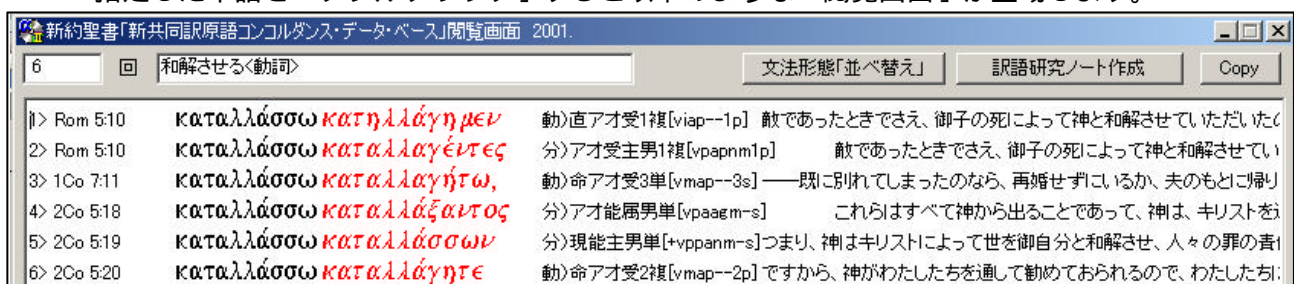 新約聖書「新共同訳原語コンコルダンス・データ・ベース」閲覧画面 2001.
6 回 和解させる<動詞> 文法形態「並べ替え」 訳語研究ノート作成 Copy
1> Rom 5:10 καταλλάσσω κατηλλάγημεν 動)直アオ受1複[viap--1p] 敵であったときでさえ、御子の死によって神と和解させていただいた
2> Rom 5:10 καταλλάσσω καταλλαγέντες 分)アオ受主男1複[vpapnm1p] 敵であったときでさえ、御子の死によって神と和解させてい
3> 1Co 7:11 καταλλάσσω καταλλαγήτω, 動)命アオ受3単[vmap--3s] ――既に別れてしまったのなら、再婚せずにいるか、夫のもとに帰り
4> 2Co 5:18 καταλλάσσω καταλλάξαντος 分)アオ能属男単[vpaagm-s] これらはすべて神から出ることであって、神は、キリストを
5> 2Co 5:19 καταλλάσσω καταλλάσσων 分)現能主男単[+vppanm-s]つまり、神はキリストによって世を御自分と和解させ、人々の罪の責
6> 2Co 5:20 καταλλάσσω καταλλάγητε 動)命アオ受2複[vmap--2p] ですから、神がわたしたちを通して勧めておられるので、わたしたち